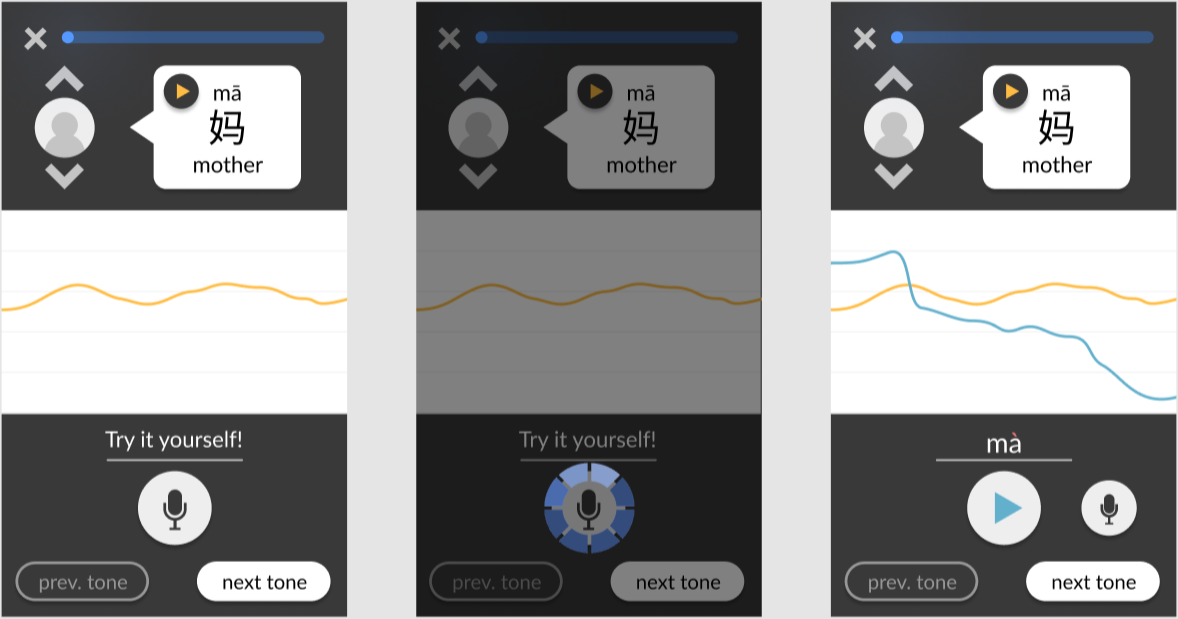 mā
妈
mother
Try it yourself!
prev. tone
next tone
mā
妈
mother
Try it yourself!
prev. tone
next tone
mā
妈
mother
mà
prev. tone
next tone